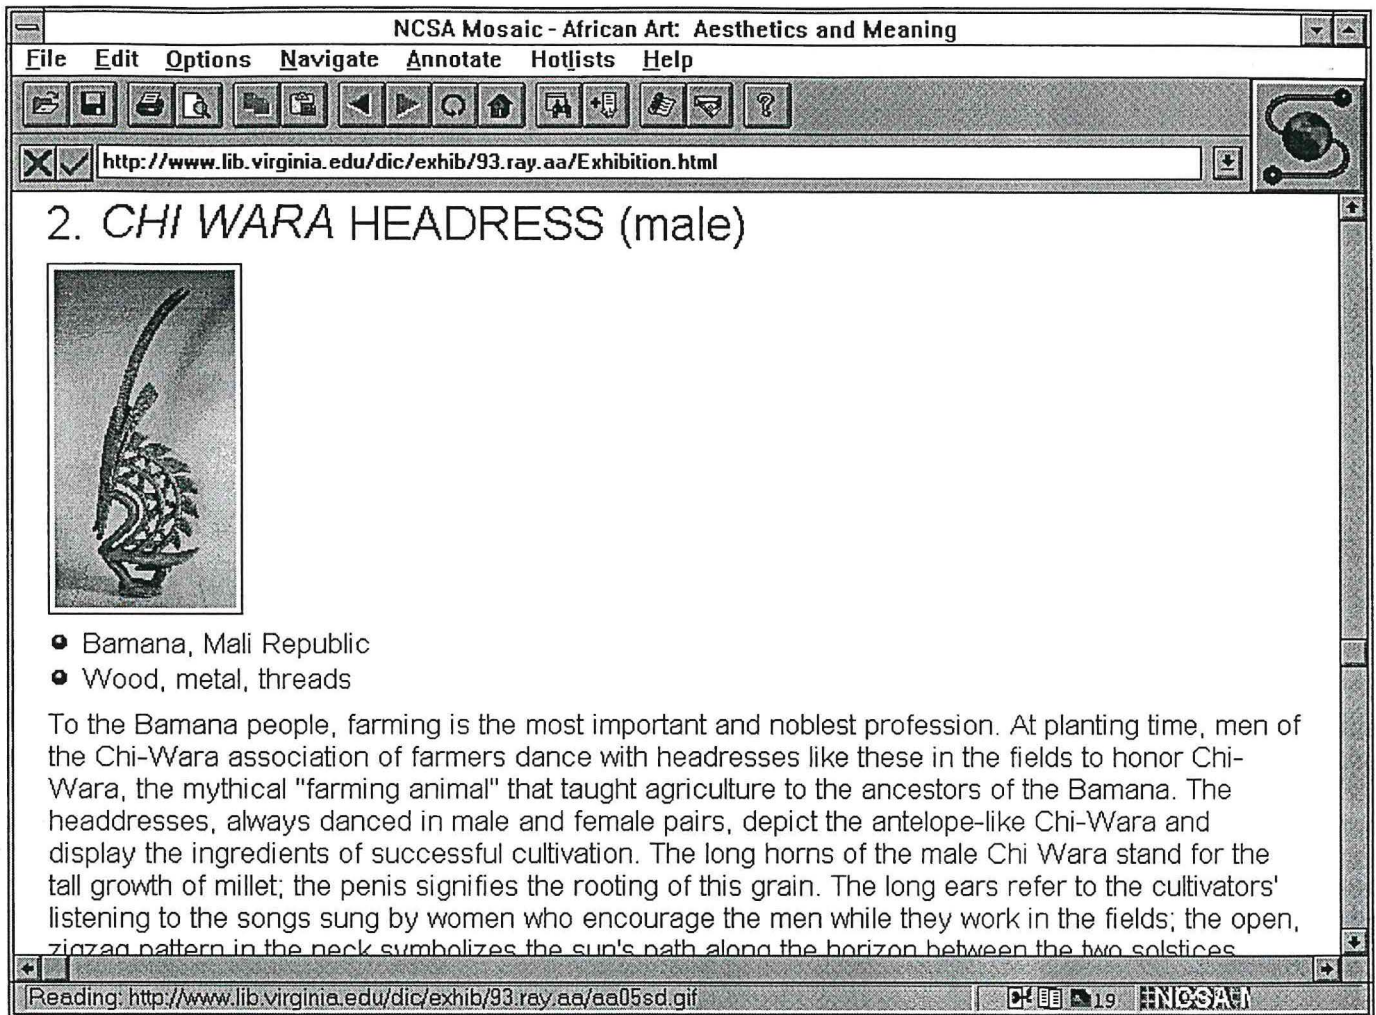 NCSA Mosaic - African Art: Aesthetics and Meaning
File Edit Options Navigate Annotate Hotlists Help
http://www.lib.virginia.edu/dic/exhib/93.ray.aa/Exhibition.html
2. CHI WARA HEADRESS (male)
Bamana, Mali Republic
Wood, metal, threads
To the Bamana people, farming is the most important and noblest profession. At planting time, men of
the Chi-Wara association of farmers dance with headresses like these in the fields to honor Chi-
Wara, the mythical "farming animal" that taught agriculture to the ancestors of the Bamana. The
headdresses, always danced in male and female pairs, depict the antelope-like Chi-Wara and
display the ingredients of successful cultivation. The long horns of the male Chi Wara stand for the
tall growth of millet; the penis signifies the rooting of this grain. The long ears refer to the cultivators'
listening to the songs sung by women who encourage the men while they work in the fields; the open,
zigzag pattern in the neck symbolizes the sun's path along the horizon between the two solstices
Reading: http://www.lib.virginia.edu/dic/exhib/93.ray.aa/aa05sd.gif 19 NCSA